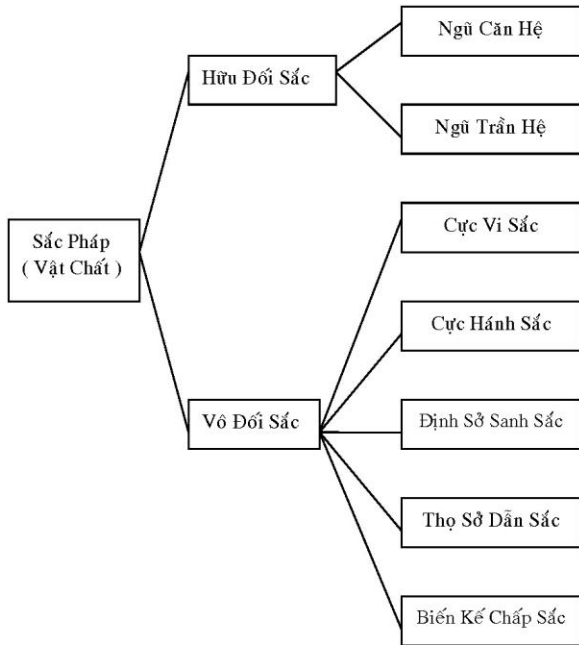 Ngũ Căn Hệ
Hữu Đối Sắc
Ngũ Trần Hệ
Sắc Pháp
( Vật Chất )
Cực Vi Sắc
Cực Hánh Sắc
Vô Đối Sắc
Định Sở Sanh Sắc
Thọ Sở Dẫn Sắc
Biến Kế Chấp Sắc